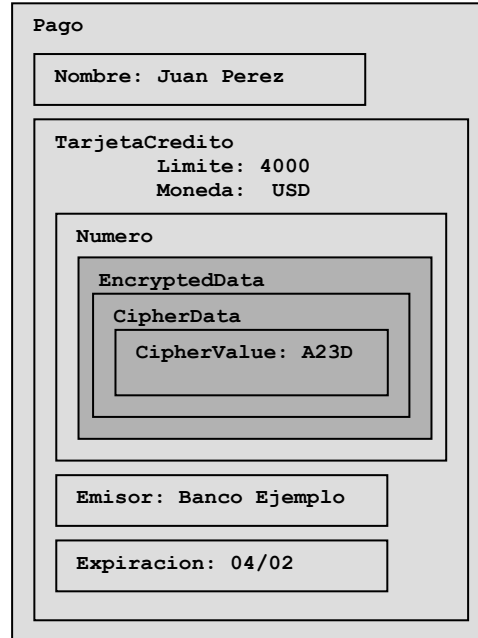 Pago
Nombre: Juan Perez
TarjetaCredito
Limite: 4000
Moneda: USD
Numero
EncryptedData
CipherData
CipherValue: A23D
Emisor: Banco Ejemplo
Expiracion: 04/02